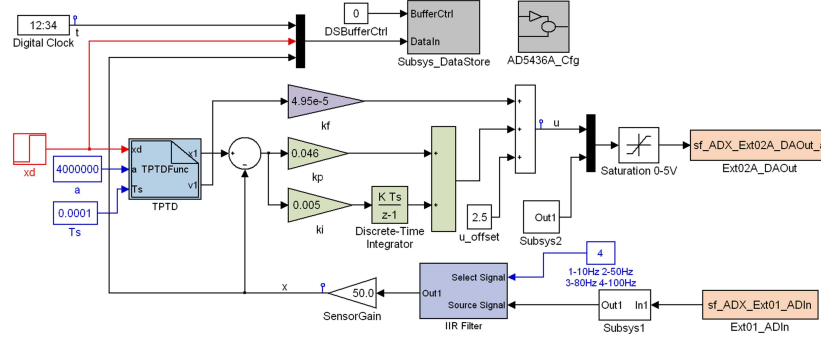 12:34
Digital Clock
t
0
DSBufferCtrl
BufferCtrl
DataIn
Subsys_DataStore
AD5436A_Cfg
xd
4000000
a
0.0001
Ts
xd
a
Ts
TPTDFunc
x1
v1
TPTD
+
-
4.95e-5
kf
0.046
kp
0.005
ki
K Ts
z-1
Discrete-Time
Integrator
+
+
2.5
u_offset
+
+
+
u
Out1
Subsys2
Saturation 0-5V
sf_ADX_Ext02A_DAOut_
Ext02A_DAOut
x
50.0
SensorGain
Out1
Select Signal
Source Signal
IIR Filter
4
1-10Hz 2-50Hz
3-80Hz 4-100Hz
Out1
In1
Subsys1
sf_ADX_Ext01_ADIn
Ext01_ADIn